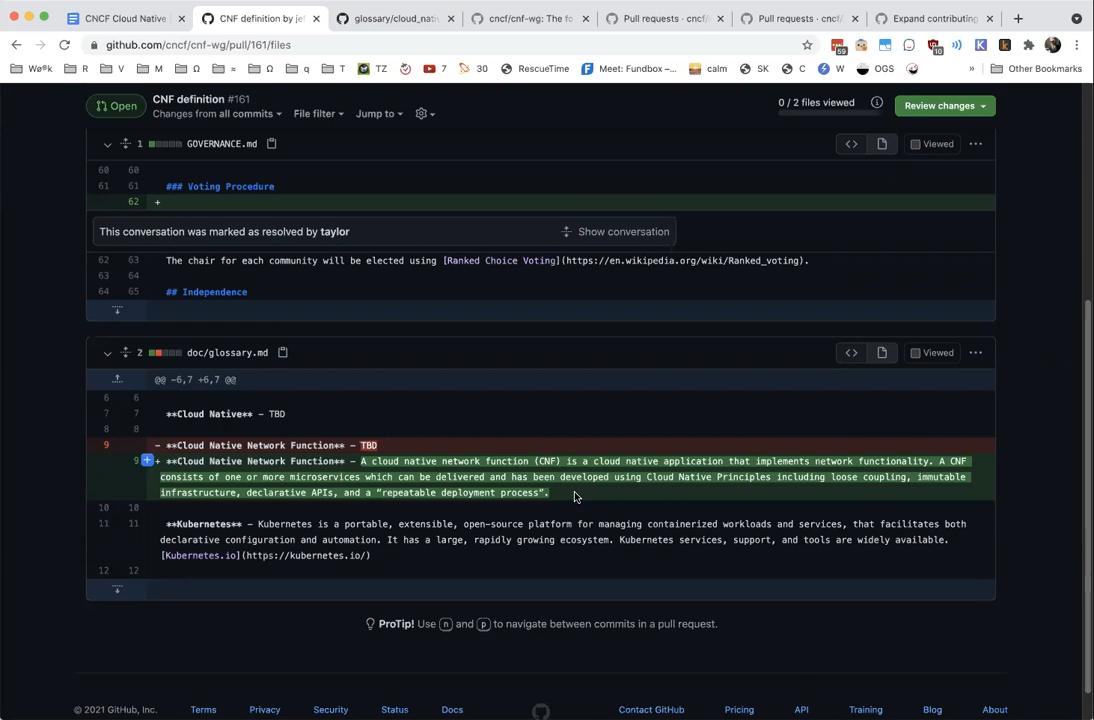 CNCF Cloud Native
CNF definition by je
glossary/cloud_nati
cncf/cnf-wg: The fo
Pull requests · cncf/
Pull requests · cncf/
Expand contributing
github.com/cncf/cnf-wg/pull/161/files
59
10
Wø®k
R
V
M
Ω
≈
Ω
q
T
TZ
7
30
RescueTime
Meet: Fundbox –...
calm
SK
C
W
OGS
»
Other Bookmarks
Open
CNF definition #161
Changes from all commits
File filter
Jump to
0 / 2 files viewed
Review changes
1
GOVERNANCE.md
Viewed
60 60
61 61 ### Voting Procedure
62 +
This conversation was marked as resolved by taylor
Show conversation
62 63 The chair for each community will be elected using [Ranked Choice Voting](https://en.wikipedia.org/wiki/Ranked_voting).
63 64
64 65 ## Independence
2
doc/glossary.md
Viewed
@@ -6,7 +6,7 @@
6 6
7 7 **Cloud Native** – TBD
8 8
9 - **Cloud Native Network Function** – TBD
9 + **Cloud Native Network Function** – A cloud native network function (CNF) is a cloud native application that implements network functionality. A CNF
consists of one or more microservices which can be delivered and has been developed using Cloud Native Principles including loose coupling, immutable
infrastructure, declarative APIs, and a “repeatable deployment process”.
10 10
11 11 **Kubernetes** – Kubernetes is a portable, extensible, open-source platform for managing containerized workloads and services, that facilitates both
declarative configuration and automation. It has a large, rapidly growing ecosystem. Kubernetes services, support, and tools are widely available.
[Kubernetes.io](https://kubernetes.io/)
12 12
ProTip! Use n and p to navigate between commits in a pull request.
© 2021 GitHub, Inc.
Terms
Privacy
Security
Status
Docs
Contact GitHub
Pricing
API
Training
Blog
About